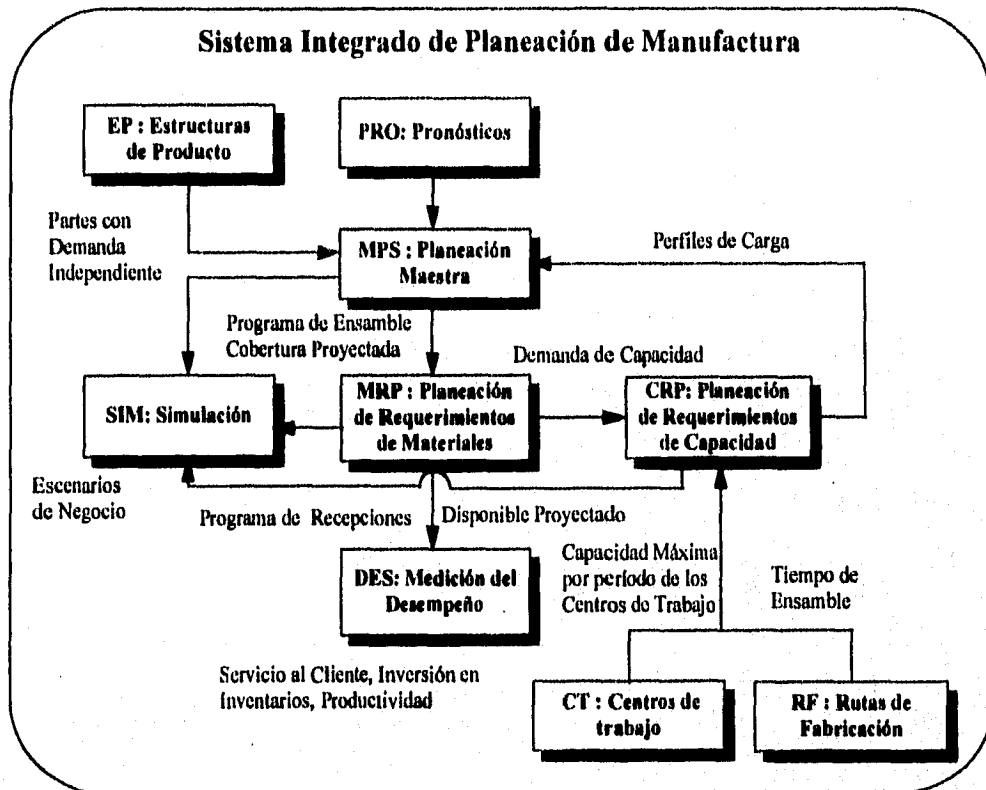 Sistema Integrado de Planeación de Manufactura
EP : Estructuras
de Producto
PRO: Pronósticos
Partes con
Demanda
Independiente
MPS : Planeación
Maestra
Perfiles de Carga
Programa de Ensamble
Cobertura Proyectada
Demanda de Capacidad
SIM: Simulación
MRP : Planeación
de Requerimientos
de Materiales
CRP: Planeación
de Requerimientos
de Capacidad
Escenarios
de Negocio
Programa de Recepciones
Disponible Proyectado
DES: Medición del
Desempeño
Capacidad Máxima
por período de los
Centros de Trabajo
Tiempo de
Ensamble
Servicio al Cliente, Inversión en
Inventarios, Productividad
CT : Centros de
trabajo
RF : Rutas de
Fabricación